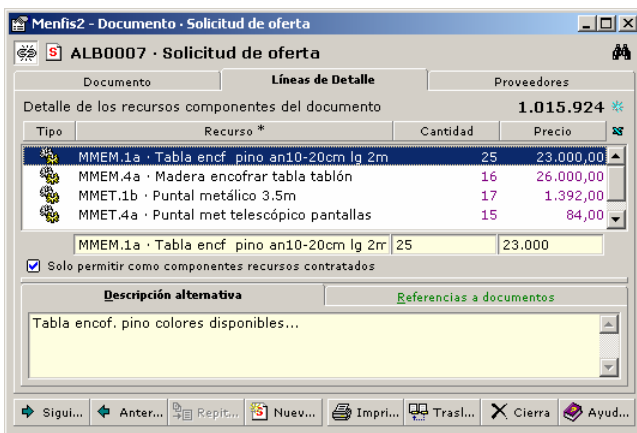 Menfis2 - Documento · Solicitud de oferta
S ALB0007 · Solicitud de oferta
Documento Líneas de Detalle Proveedores
Detalle de los recursos componentes del documento 1.015.924
Tipo Recurso * Cantidad Precio
MMEM.1a · Tabla encf pino an10-20cm lg 2m 25 23.000,00
MMEM.4a · Madera encofrar tabla tablón 16 26.000,00
MMET.1b · Puntal metálico 3.5m 17 1.392,00
MMET.4a · Puntal met telescópico pantallas 15 84,00
MMEM.1a · Tabla encf pino an10-20cm lg 2m 25 23.000
Solo permitir como componentes recursos contratados
Descripción alternativa Referencias a documentos
Tabla encof. pino colores disponibles...
Sigui... Anter... Repit... Nuev... Impri... Trasl... Cierra Ayud...